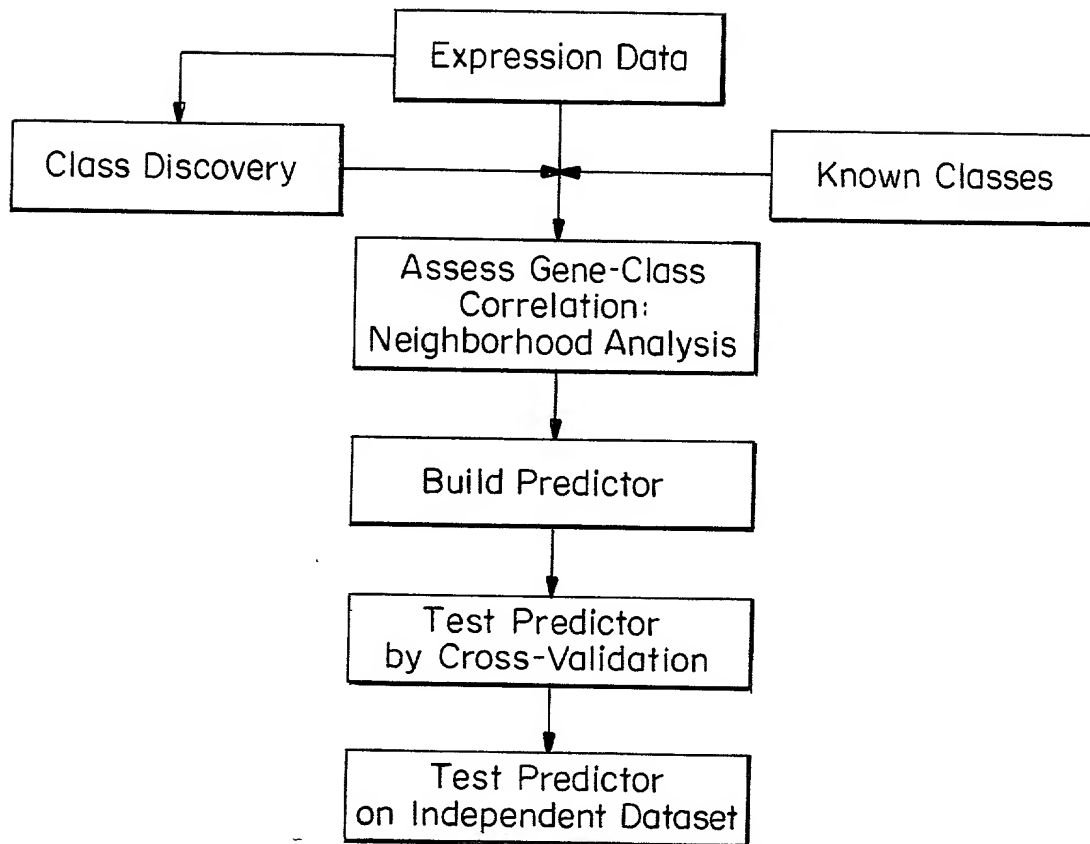 Expression Data
Class Discovery
Known Classes
Assess Gene-Class
Correlation:
Neighborhood Analysis
Build Predictor
Test Predictor
by Cross-Validation
Test Predictor
on Independent Dataset